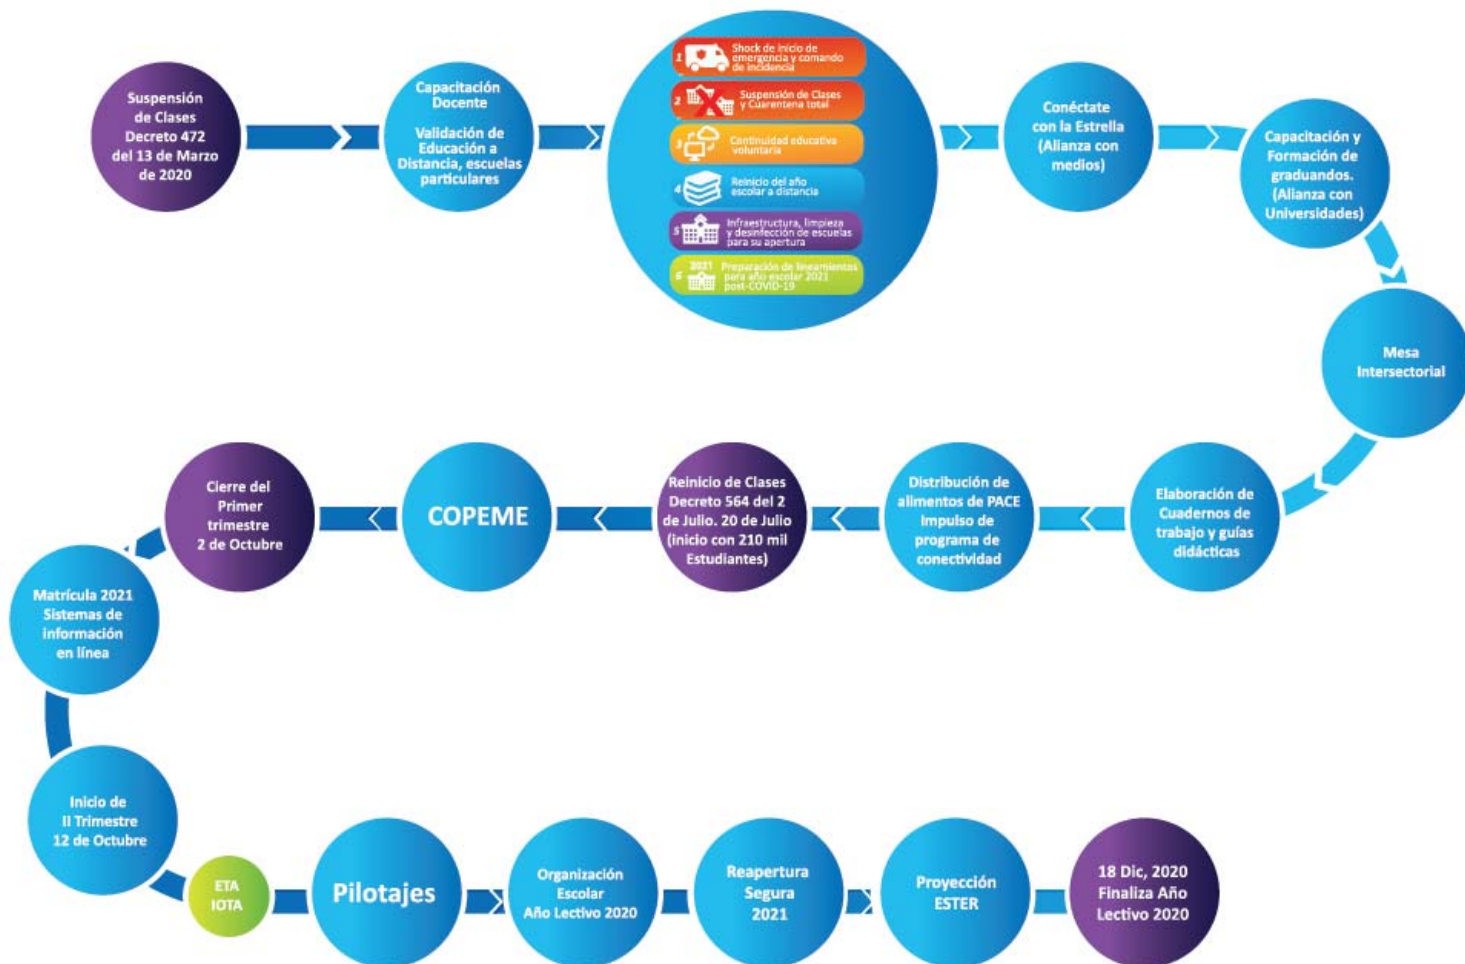 Suspensión
de Clases
Decreto 472
del 13 de Marzo
de 2020
Capacitación
Docente
Validación de
Educación a
Distancia, escuelas
particulares
1
Shock de inicio de
emergencia y comando
de incidencia
2
Suspensión de Clases
y Cuarentena total
3
Continuidad educativa
voluntaria
4
Reinicio del año
escolar a distancia
5
Infraestructura, limpieza
y desinfección de escuelas
para su apertura
6
2021
Preparación de lineamientos
para año escolar 2021
post-COVID-19
Conéctate
con la Estrella
(Alianza con
medios)
Capacitación y
Formación de
graduandos.
(Alianza con
Universidades)
Mesa
Intersectorial
Elaboración de
Cuadernos de
trabajo y guías
didácticas
Distribución de
alimentos de PACE
Impulso de
programa de
conectividad
Reinicio de Clases
Decreto 564 del 2
de Julio. 20 de Julio
(inicio con 210 mil
Estudiantes)
COPEME
Cierre del
Primer
trimestre
2 de Octubre
Matrícula 2021
Sistemas de
información
en línea
Inicio de
II Trimestre
12 de Octubre
ETA
IOTA
Pilotajes
Organización
Escolar
Año Lectivo 2020
Reapertura
Segura
2021
Proyección
ESTER
18 Dic, 2020
Finaliza Año
Lectivo 2020